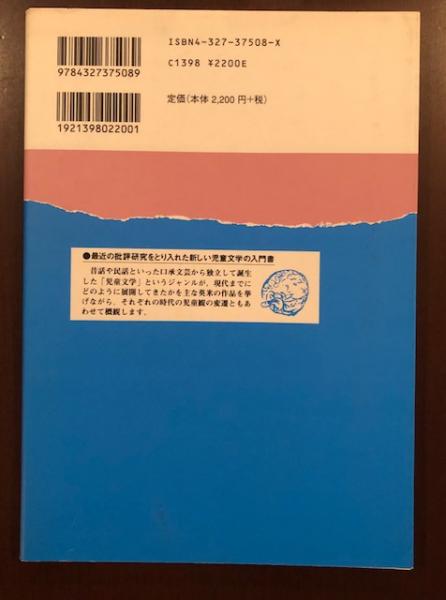 ISBN4-327-37508-X
C1398 ¥2200E
定価(本体 2,200 円+税)
9784327375089
1921398022001
●最近の批評研究をとり入れた新しい児童文学の入門書
昔話や民話といった口承文芸から独立して誕生
した「児童文学」というジャンルが、現代までに
どのように展開してきたかを主な英米の作品を挙
げながら、それぞれの時代の児童観の変遷ともあ
わせて概観します。